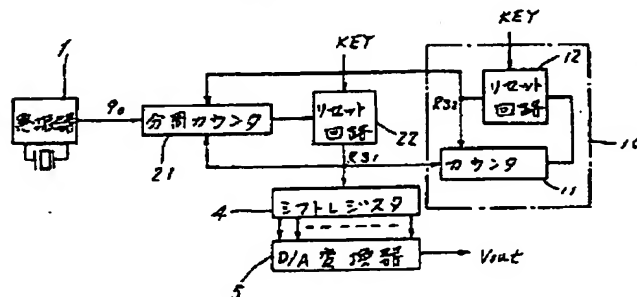 KEY
KEY
1
12
発振器
φ0
分周カウンタ
リセット
回路
RS2
リセット
回路
10
21
22
RS1
カウンタ
11
4
シフトレジスタ
D/A 変換器
Vout
5